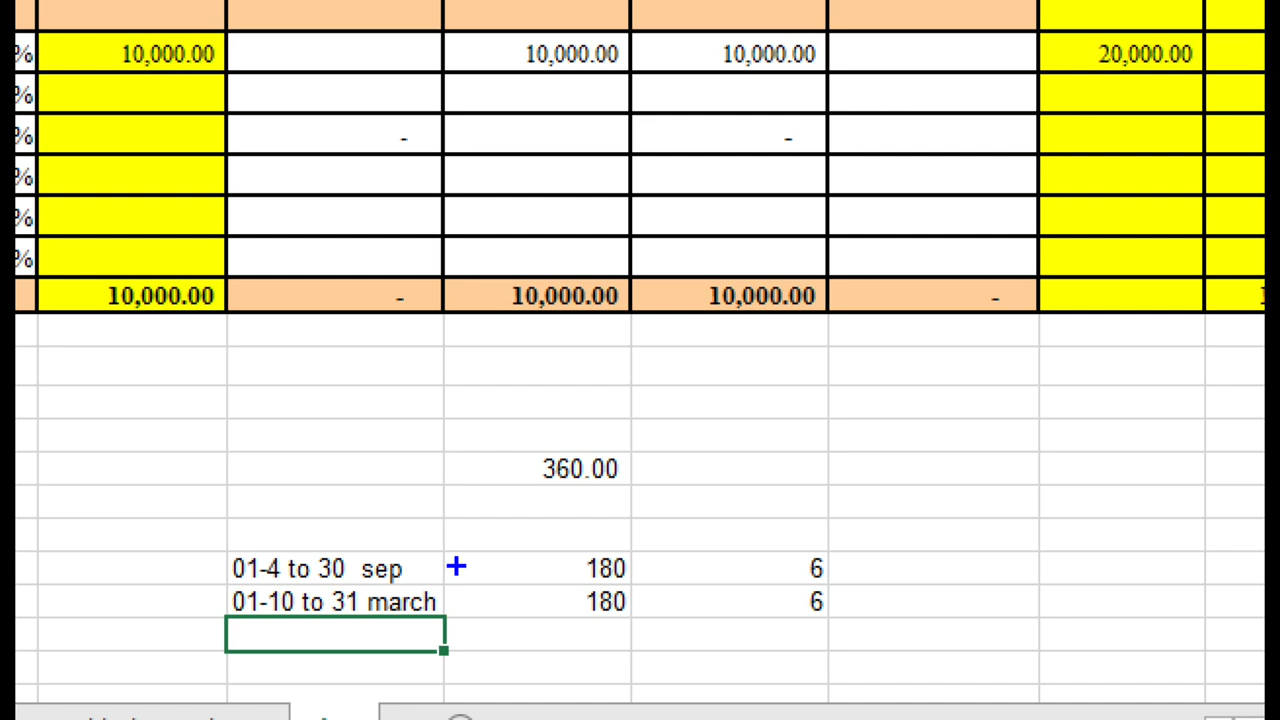 % 10,000.00 10,000.00 10,000.00 20,000.00
%
% - -
%
%
%
10,000.00 - 10,000.00 10,000.00 -
360.00
01-4 to 30 sep 180 6
01-10 to 31 march 180 6